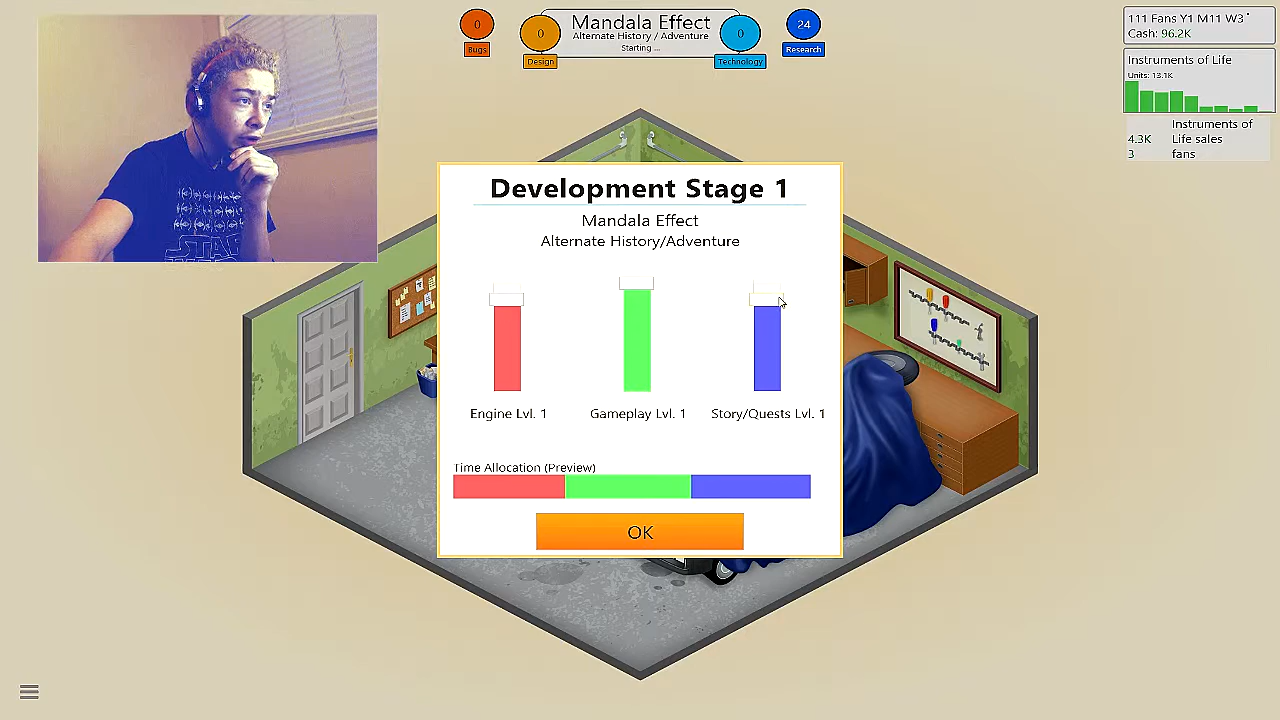 0
Bugs
0
Design
Mandala Effect
Alternate History / Adventure
Starting ...
0
Technology
24
Research
111 Fans Y1 M11 W3
Cash: 96.2K
Instruments of Life
Units: 13.1K
4.3K Instruments of Life sales
3 fans
STAR
Development Stage 1
Mandala Effect
Alternate History/Adventure
Engine Lvl. 1
Gameplay Lvl. 1
Story/Quests Lvl. 1
Time Allocation (Preview)
OK